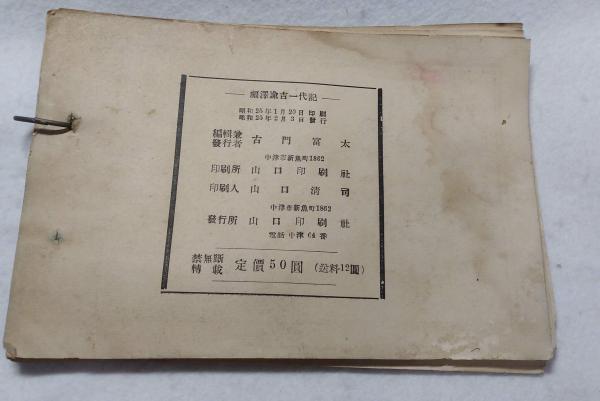 福澤諭吉一代記
昭和25年1月20日印刷
昭和25年2月3日發行
編輯兼
發行者 古門富太
中津市新魚町1862
印刷所 山口印刷社
印刷人 山口清司
中津市新魚町1862
發行所 山口印刷社
電話中津64番
禁無斷
轉載 定價50圓 (送料12圓)